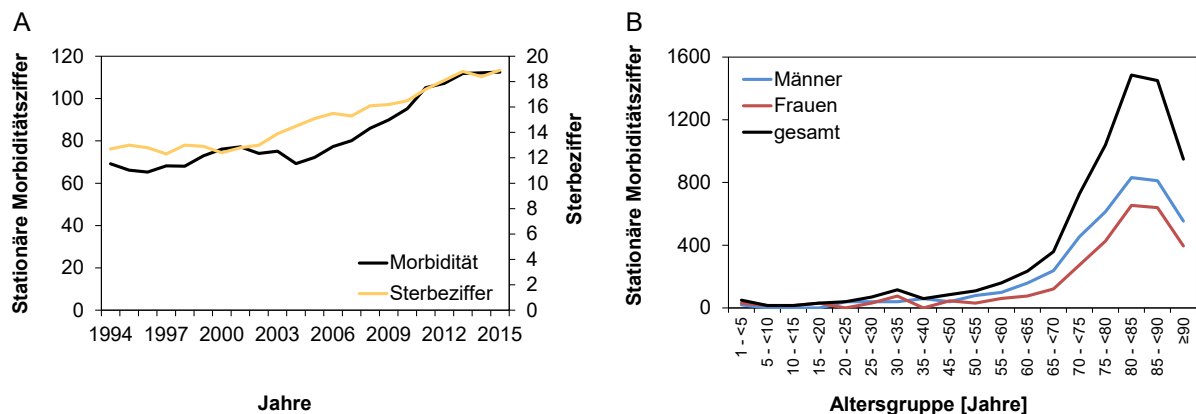 A
Stationäre Morbiditätsziffer
120
100
80
60
40
20
0
20
18
16
14
12
10
8
6
4
2
0
Sterbeziffer
Morbidität
Sterbeziffer
1994 1997 2000 2003 2006 2009 2012 2015
Jahre
B
Stationäre Morbiditätsziffer
1600
1200
800
400
0
Männer
Frauen
gesamt
1 - <5
5 - <10
10 - <15
15 - <20
20 - <25
25 - <30
30 - <35
35 - <40
40 - <50
45 - <55
55 - <60
60 - <65
65 - <70
70 - <75
75 - <80
80 - <85
85 - <90
≥90
Altersgruppe [Jahre]